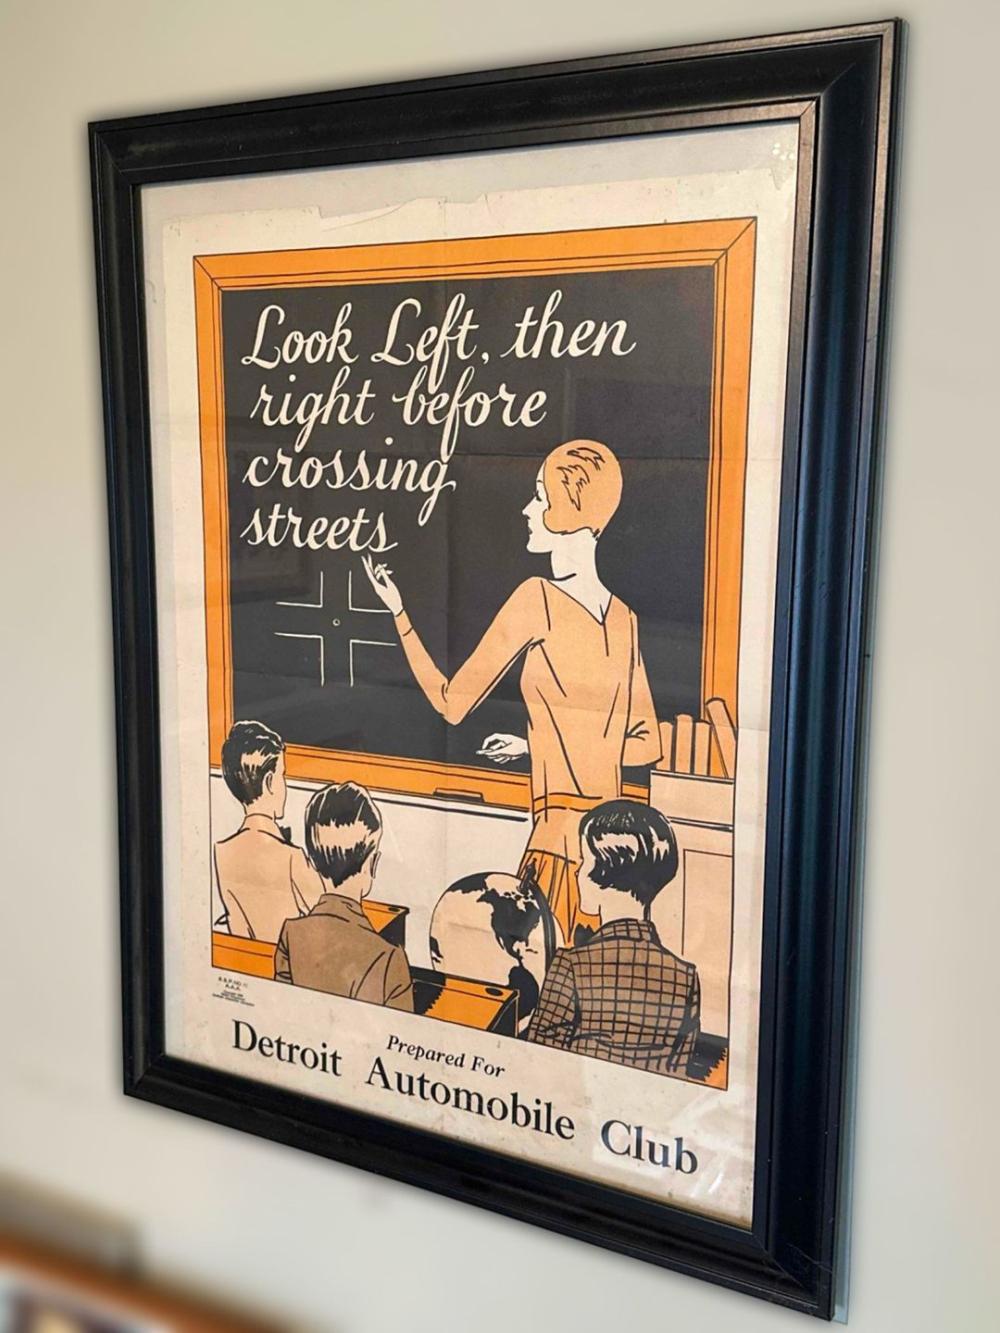 Look Left, then
right before
crossing
streets
A.A.A.
Prepared For
Detroit Automobile Club